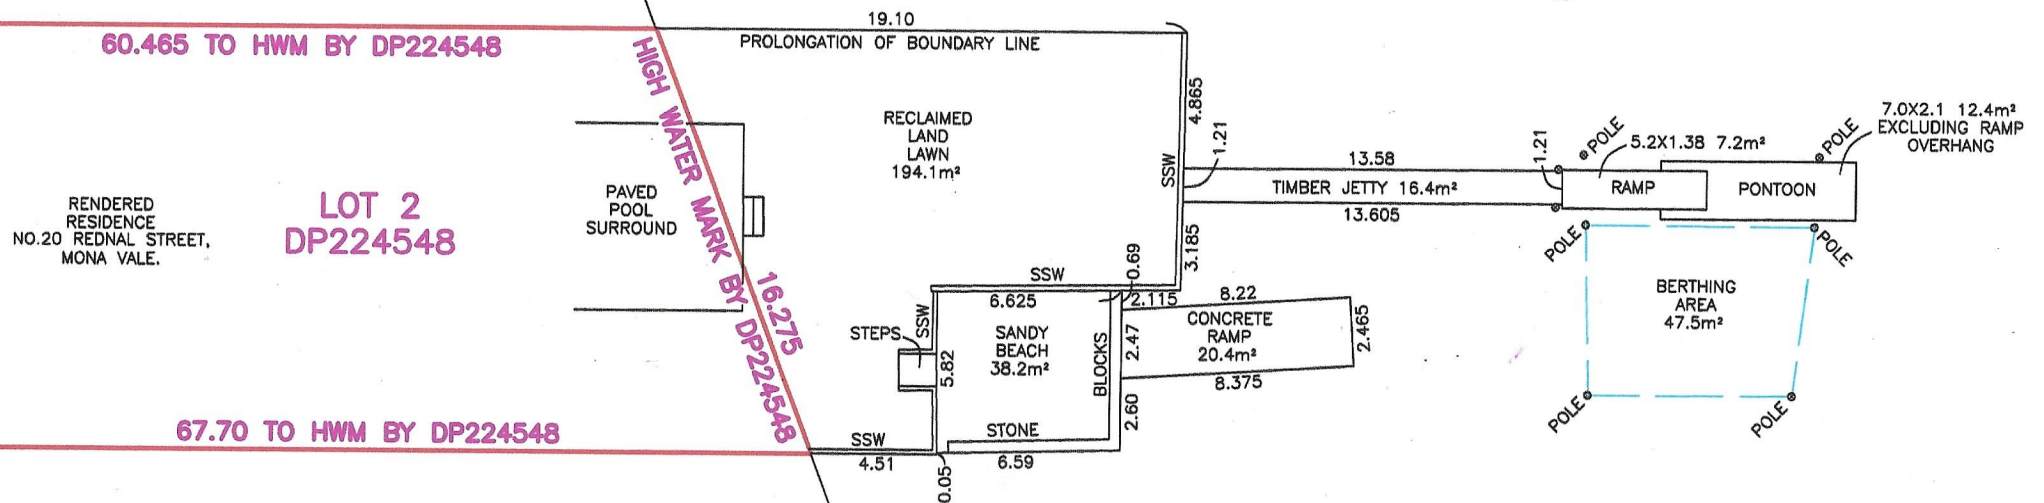 60.465 TO HWM BY DP224548
19.10
PROLONGATION OF BOUNDARY LINE
HIGH WATER MARK BY DP224548
16.275
RENDERED
RESIDENCE
NO.20 REDNAL STREET,
MONA VALE.
LOT 2
DP224548
PAVED
POOL
SURROUND
RECLAIMED
LAND
LAWN
194.1m²
4.865
SSW
1.21
3.185
13.58
TIMBER JETTY 16.4m²
13.605
1.21
POLE
5.2X1.38 7.2m²
RAMP
POLE
PONTOON
7.0X2.1 12.4m²
EXCLUDING RAMP
OVERHANG
POLE
POLE
BERTHING
AREA
47.5m²
POLE
POLE
SSW
6.625
0.69
2.115
8.22
CONCRETE
RAMP
20.4m²
2.465
8.375
SSW
STEPS
5.82
SANDY
BEACH
38.2m²
BLOCKS
2.47
2.60
STONE
6.59
0.05
SSW
4.51
67.70 TO HWM BY DP224548